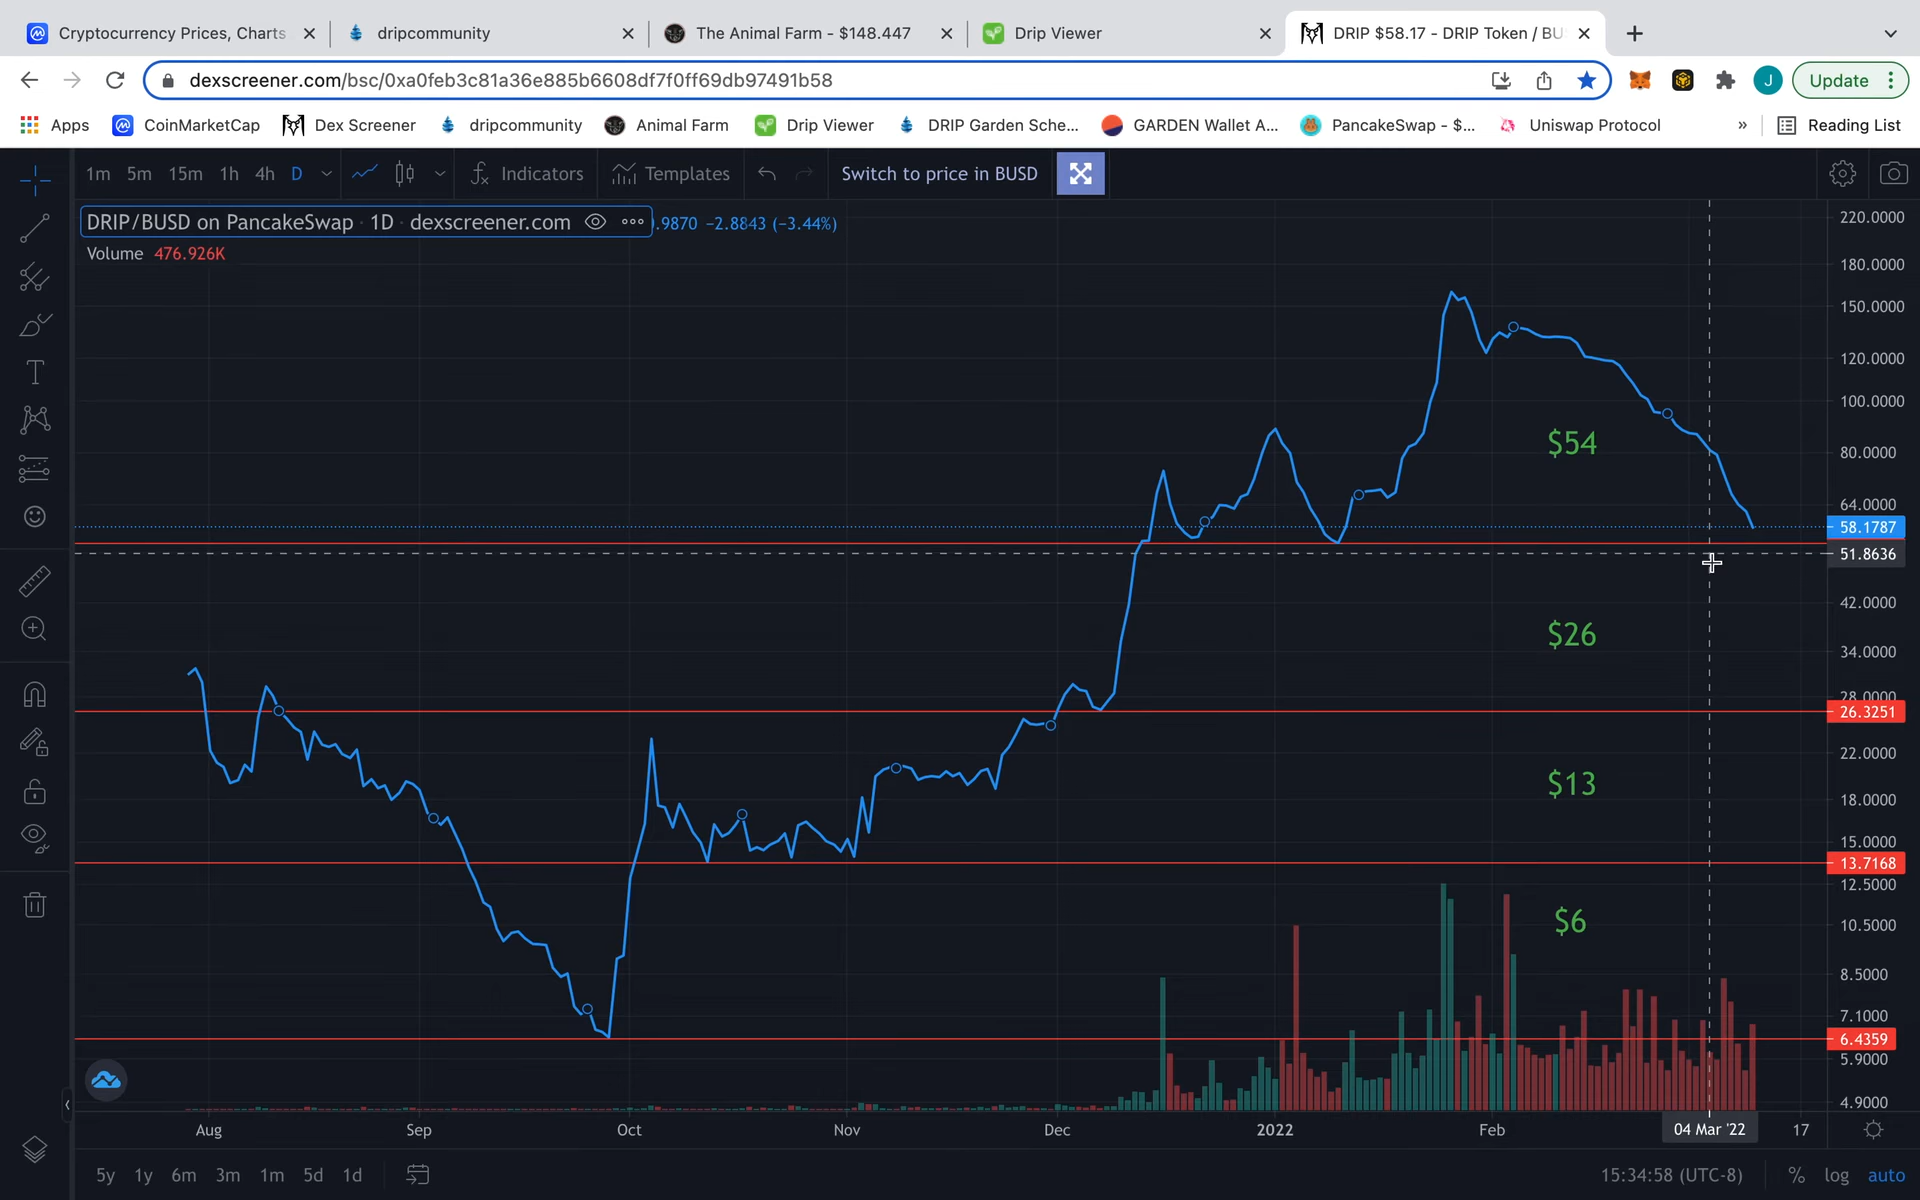 Cryptocurrency Prices, Charts
dripcommunity
The Animal Farm - $148.447
Drip Viewer
DRIP $58.17 - DRIP Token / BU
dexscreener.com/bsc/0xa0feb3c81a36e885b6608df7f0ff69db97491b58
J
Update
Apps
CoinMarketCap
Dex Screener
dripcommunity
Animal Farm
Drip Viewer
DRIP Garden Sche...
GARDEN Wallet A...
PancakeSwap - $...
Uniswap Protocol
»
Reading List
1m 5m 15m 1h 4h D
Indicators
Templates
Switch to price in BUSD
DRIP/BUSD on PancakeSwap · 1D · dexscreener.com
.9870 −2.8843 (−3.44%)
Volume 476.926K
220.0000
180.0000
150.0000
120.0000
100.0000
$54
80.0000
64.0000
58.1787
51.8636
42.0000
$26
34.0000
28.0000
26.3251
22.0000
$13
18.0000
15.0000
13.7168
12.5000
$6
10.5000
8.5000
7.1000
6.4359
5.9000
4.9000
Aug Sep Oct Nov Dec 2022 Feb 04 Mar '22 17
5y 1y 6m 3m 1m 5d 1d
15:34:58 (UTC-8)
% log auto